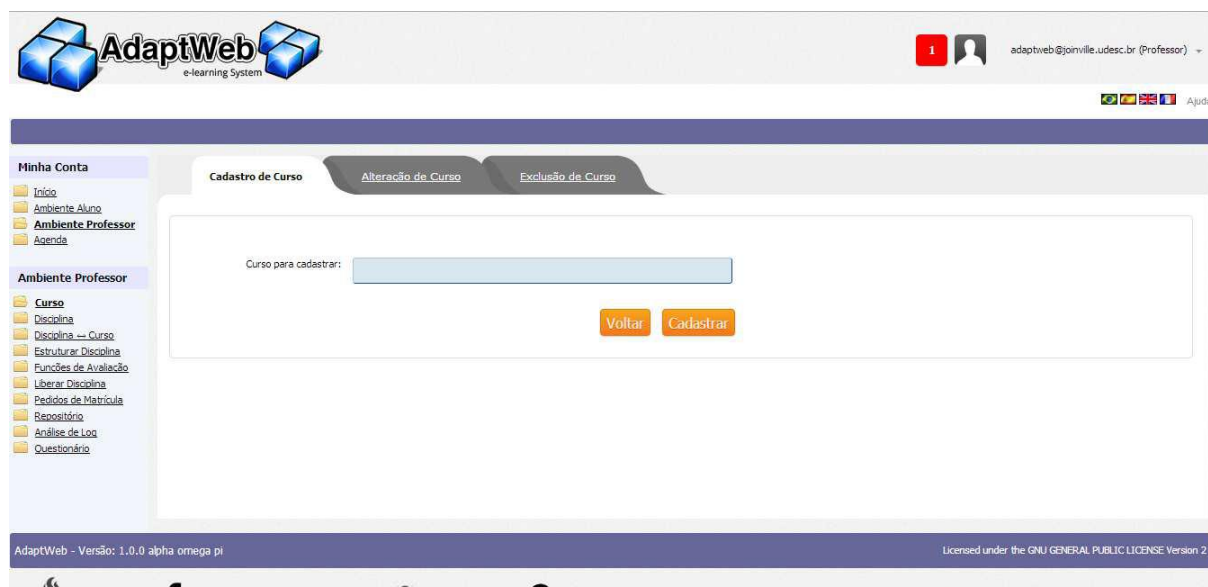 AdaptWeb
e-learning System
1
adaptweb@joinville.udesc.br (Professor)
Ajuda
Minha Conta
Início
Ambiente Aluno
Ambiente Professor
Agenda
Ambiente Professor
Curso
Disciplina
Disciplina ↔ Curso
Estruturar Disciplina
Funções de Avaliação
Liberar Disciplina
Pedidos de Matrícula
Repositório
Análise de Log
Questionário
Cadastro de Curso
Alteração de Curso
Exclusão de Curso
Curso para cadastrar:
Voltar
Cadastrar
AdaptWeb - Versão: 1.0.0 alpha omega pi
Licensed under the GNU GENERAL PUBLIC LICENSE Version 2